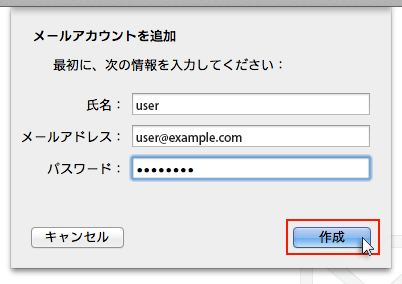 メールアカウントを追加
最初に、次の情報を入力してください：
氏名： user
メールアドレス： user@example.com
パスワード： ••••••••
キャンセル 作成